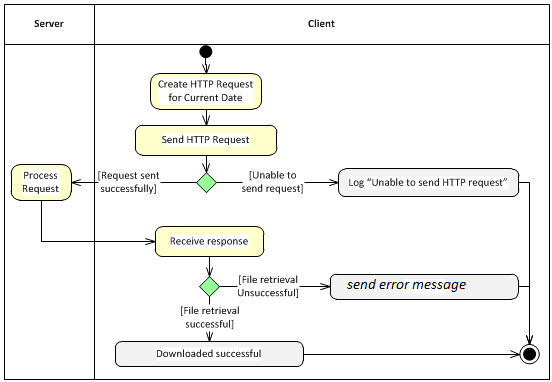 Server
Client
Create HTTP Request
for Current Date
Send HTTP Request
Process
Request
[Request sent
successfully]
[Unable to
send request]
Log “Unable to send HTTP request”
Receive response
[File retrieval
Unsuccessful]
send error message
[File retrieval
successful]
Downloaded successful